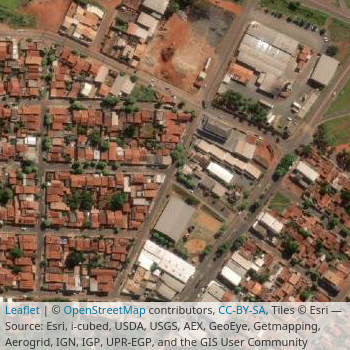 Leaflet | © OpenStreetMap contributors, CC-BY-SA, Tiles © Esri —
Source: Esri, i-cubed, USDA, USGS, AEX, GeoEye, Getmapping,
Aerogrid, IGN, IGP, UPR-EGP, and the GIS User Community